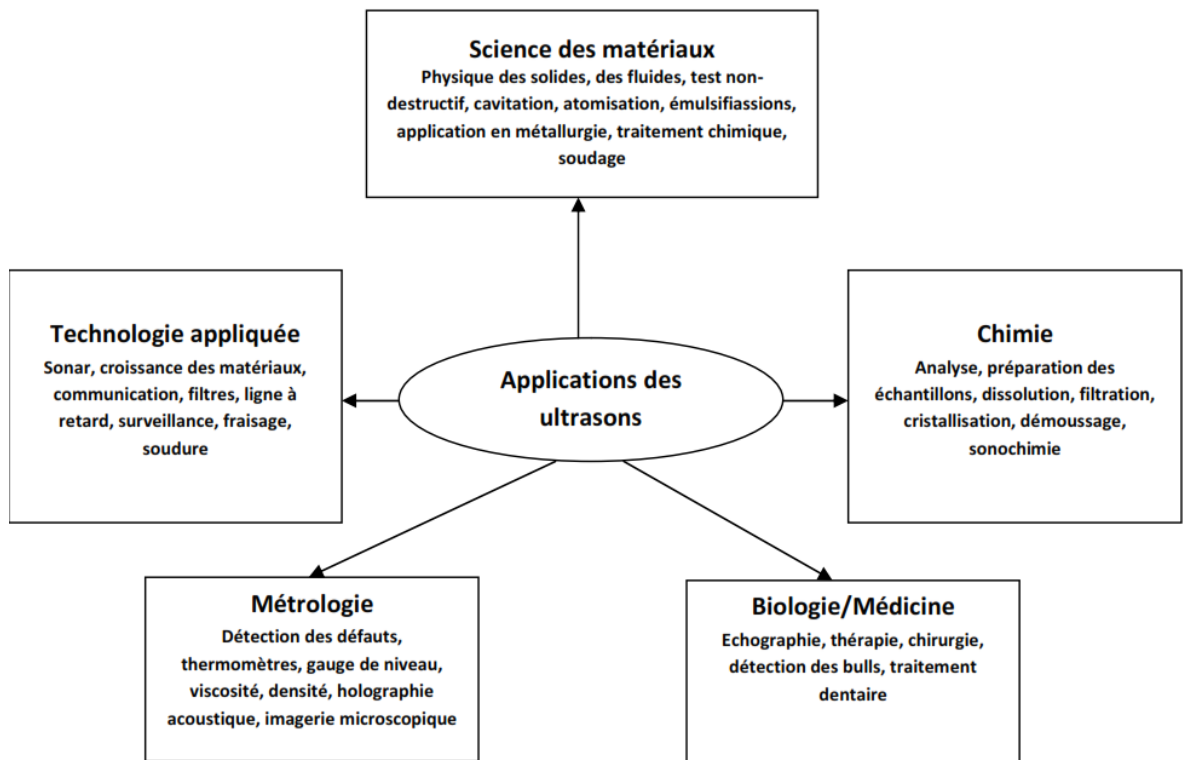 Science des matériaux
Physique des solides, des fluides, test non-
destructif, cavitation, atomisation, émulsifiassions,
application en métallurgie, traitement chimique,
soudage
Technologie appliquée
Sonar, croissance des matériaux,
communication, filtres, ligne à
retard, surveillance, fraisage,
soudure
Applications des
ultrasons
Chimie
Analyse, préparation des
échantillons, dissolution, filtration,
cristallisation, démoussage,
sonochimie
Métrologie
Détection des défauts,
thermomètres, gauge de niveau,
viscosité, densité, holographie
acoustique, imagerie microscopique
Biologie/Médicine
Echographie, thérapie, chirurgie,
détection des bulls, traitement
dentaire